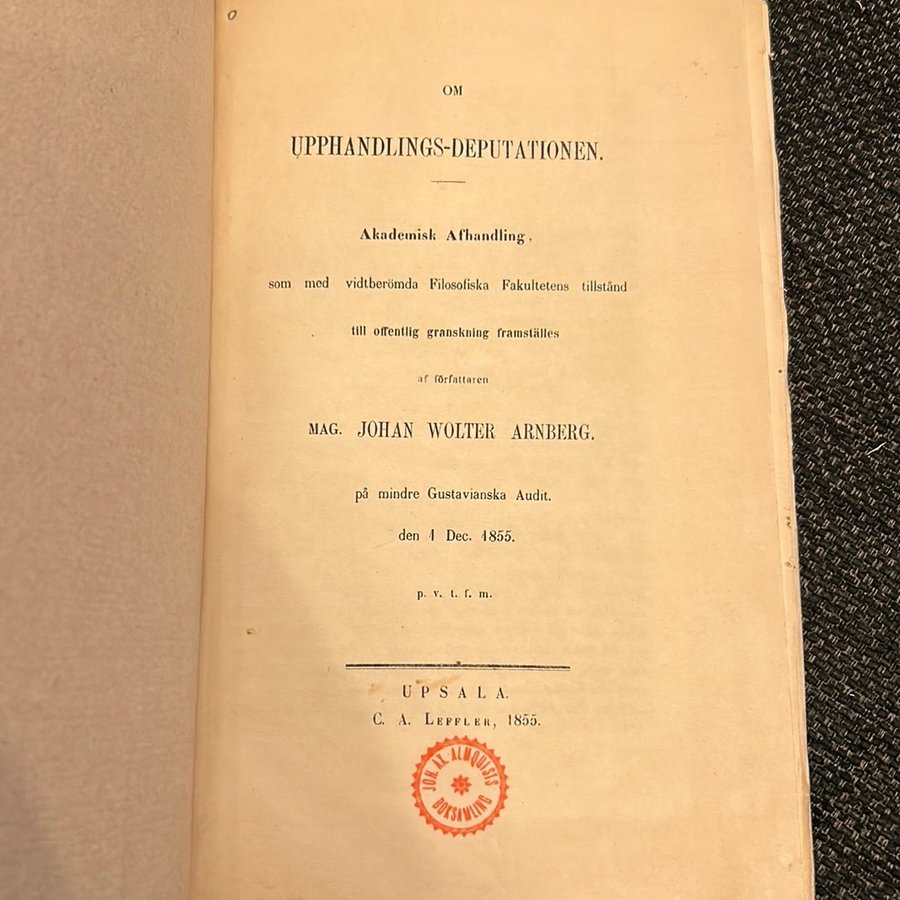 OM
UPPHANDLINGS-DEPUTATIONEN.
Akademisk Afhandling,
som med vidtberömda Filosofiska Fakultetens tillstånd
till offentlig granskning framställes
af författaren
MAG. JOHAN WOLTER ARNBERG.
på mindre Gustavianska Audit.
den 1 Dec. 1855.
p. v. t. f. m.
UPSALA.
C. A. LEFFLER, 1855.
JOH. AX. ALMQUISTS
BOKSAMLING